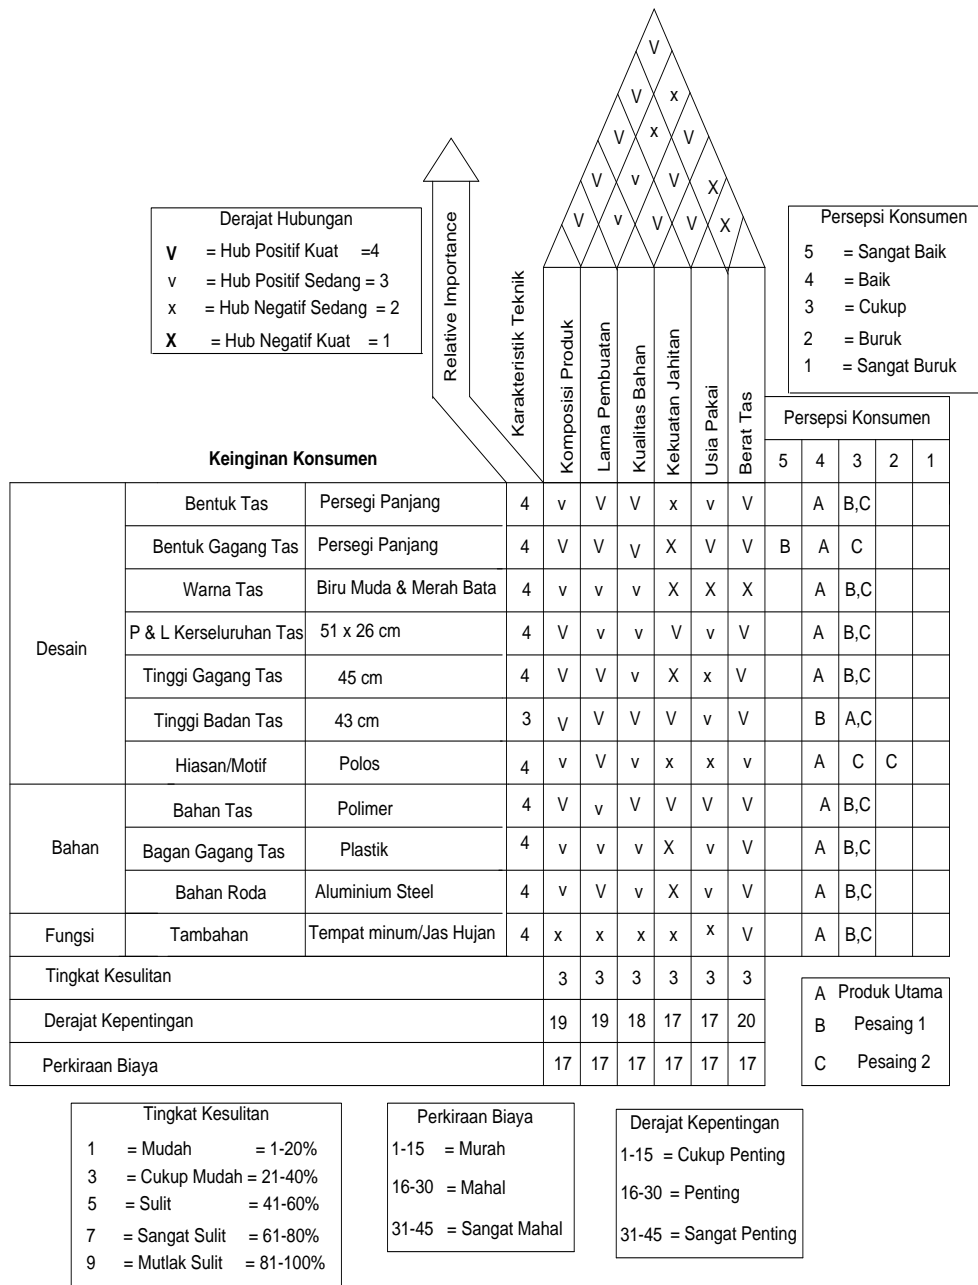 V
V x
V x V
V v V X
V v V V X
Derajat Hubungan
V = Hub Positif Kuat =4
v = Hub Positif Sedang = 3
x = Hub Negatif Sedang = 2
X = Hub Negatif Kuat = 1
Relative Importance
Karakteristik Teknik
Komposisi Produk
Lama Pembuatan
Kualitas Bahan
Kekuatan Jahitan
Usia Pakai
Berat Tas
Persepsi Konsumen
5 = Sangat Baik
4 = Baik
3 = Cukup
2 = Buruk
1 = Sangat Buruk
Persepsi Konsumen
5 4 3 2 1
Keinginan Konsumen
Desain
Bentuk Tas Persegi Panjang 4 v V V x v V A B,C
Bentuk Gagang Tas Persegi Panjang 4 V V V X V V B A C
Warna Tas Biru Muda & Merah Bata 4 v v v X X X A B,C
P & L Kerseluruhan Tas 51 x 26 cm 4 V v v V v V A B,C
Tinggi Gagang Tas 45 cm 4 V V v X x V A B,C
Tinggi Badan Tas 43 cm 3 V V V V v V B A,C
Hiasan/Motif Polos 4 v V v x x v A C C
Bahan
Bahan Tas Polimer 4 V v V V V V A B,C
Bagan Gagang Tas Plastik 4 v v v X v V A B,C
Bahan Roda Aluminium Steel 4 v V v X v V A B,C
Fungsi Tambahan Tempat minum/Jas Hujan 4 x x x x x V A B,C
Tingkat Kesulitan 3 3 3 3 3 3
Derajat Kepentingan 19 19 18 17 17 20
Perkiraan Biaya 17 17 17 17 17 17
A Produk Utama
B Pesaing 1
C Pesaing 2
Tingkat Kesulitan
1 = Mudah = 1-20%
3 = Cukup Mudah = 21-40%
5 = Sulit = 41-60%
7 = Sangat Sulit = 61-80%
9 = Mutlak Sulit = 81-100%
Perkiraan Biaya
1-15 = Murah
16-30 = Mahal
31-45 = Sangat Mahal
Derajat Kepentingan
1-15 = Cukup Penting
16-30 = Penting
31-45 = Sangat Penting